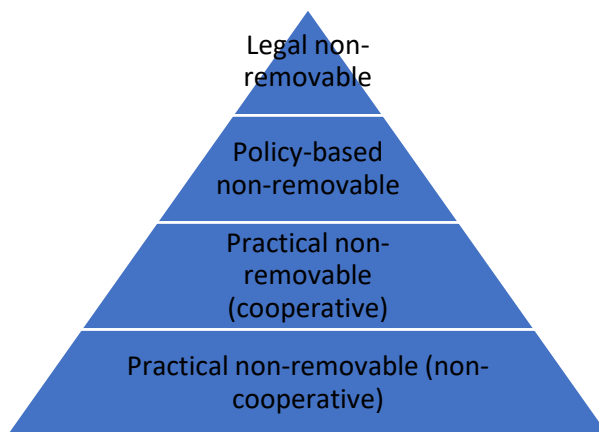 Legal non-
removable
Policy-based
non-removable
Practical non-
removable
(cooperative)
Practical non-removable (non-
cooperative)